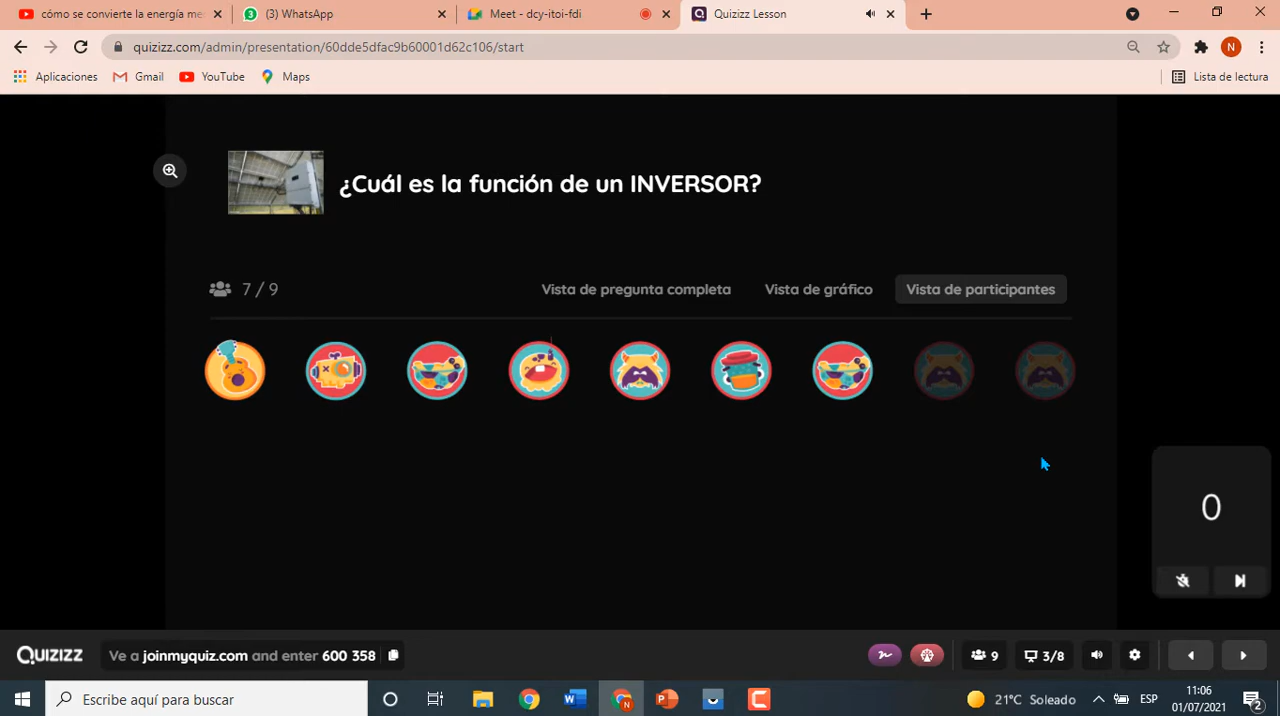 cómo se convierte la energía me
(3) WhatsApp
Meet - dcy-itoi-fdi
Quizizz Lesson
quizizz.com/admin/presentation/60dde5dfac9b60001d62c106/start
N
Aplicaciones
Gmail
YouTube
Maps
Lista de lectura
¿Cuál es la función de un INVERSOR?
7 / 9
Vista de pregunta completa
Vista de gráfico
Vista de participantes
0
QUIZIZZ
Ve a joinmyquiz.com and enter 600 358
9
3/8
Escribe aquí para buscar
21°C Soleado
ESP
11:06
01/07/2021
2